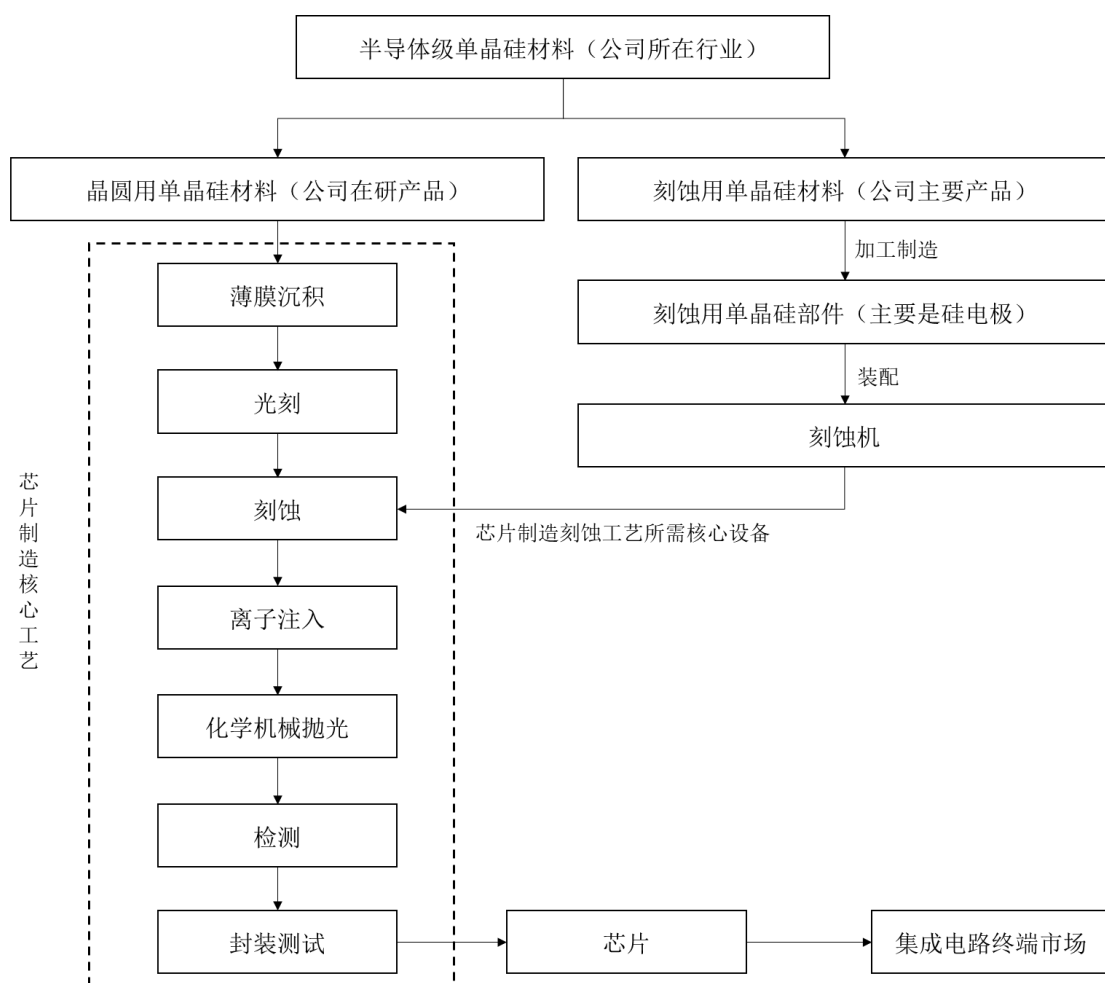 半导体级单晶硅材料（公司所在行业）
晶圆用单晶硅材料（公司在研产品）
刻蚀用单晶硅材料（公司主要产品）
加工制造
薄膜沉积
刻蚀用单晶硅部件（主要是硅电极）
装配
光刻
刻蚀机
芯片制造核心工艺
刻蚀
芯片制造刻蚀工艺所需核心设备
离子注入
化学机械抛光
检测
封装测试
芯片
集成电路终端市场